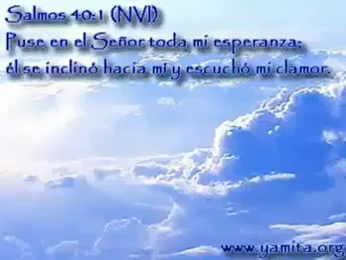 Salmos 40:1 (NVI)
Puse en el Señor toda mi esperanza;
él se inclinó hacia mi y escuchó mi clamor.
www.yamita.org